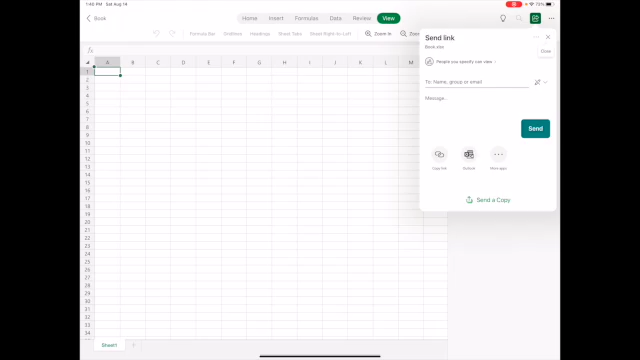 1:40 PM Sat Aug 14
75%
Book
Home Insert Formulas Data Review View
Formula Bar Gridlines Headings Sheet Tabs Sheet Right-to-Left Zoom In
fx
A B C D E F G H I J K L M
1
2
3
4
5
6
7
8
9
10
11
12
13
14
15
16
17
18
19
20
21
22
23
24
25
26
27
28
29
30
31
32
33
34
Sheet1
Send link
Book.xlsx
Close
People you specify can view
To: Name, group or email
Message...
Send
Copy link Outlook More apps
Send a Copy